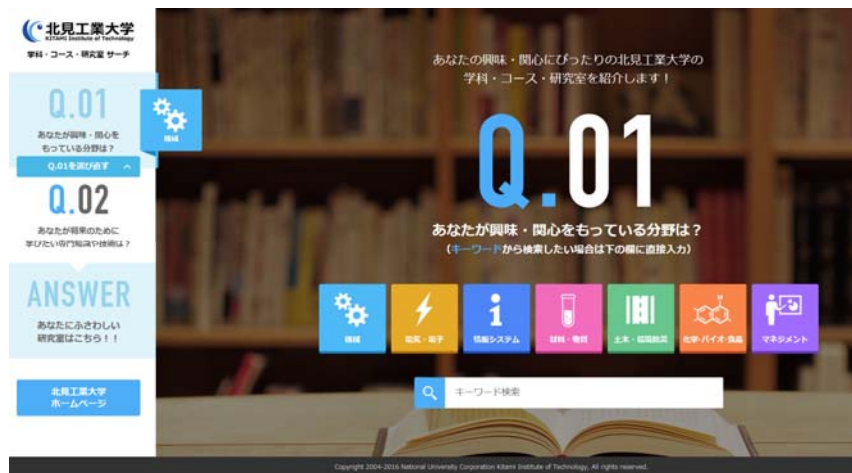 北見工業大学
KITAMI Institute of Technology
学科・コース・研究室 サーチ
Q.01
あなたが興味・関心を
もっている分野は？
機械
Q.01を選び直す
Q.02
あなたが将来のために
学びたい専門知識や技術は？
ANSWER
あなたにふさわしい
研究室はこちら！！
北見工業大学
ホームページ
あなたの興味・関心にぴったりの北見工業大学の
学科・コース・研究室を紹介します！
Q.01
あなたが興味・関心をもっている分野は？
（キーワードから検索したい場合は下の欄に直接入力）
機械
電気・電子
情報システム
材料・物質
土木・環境防災
化学・バイオ・食品
マネジメント
キーワード検索
Copyright 2004-2016 National University Corporation Kitami Institute of Technology, All rights reserved.